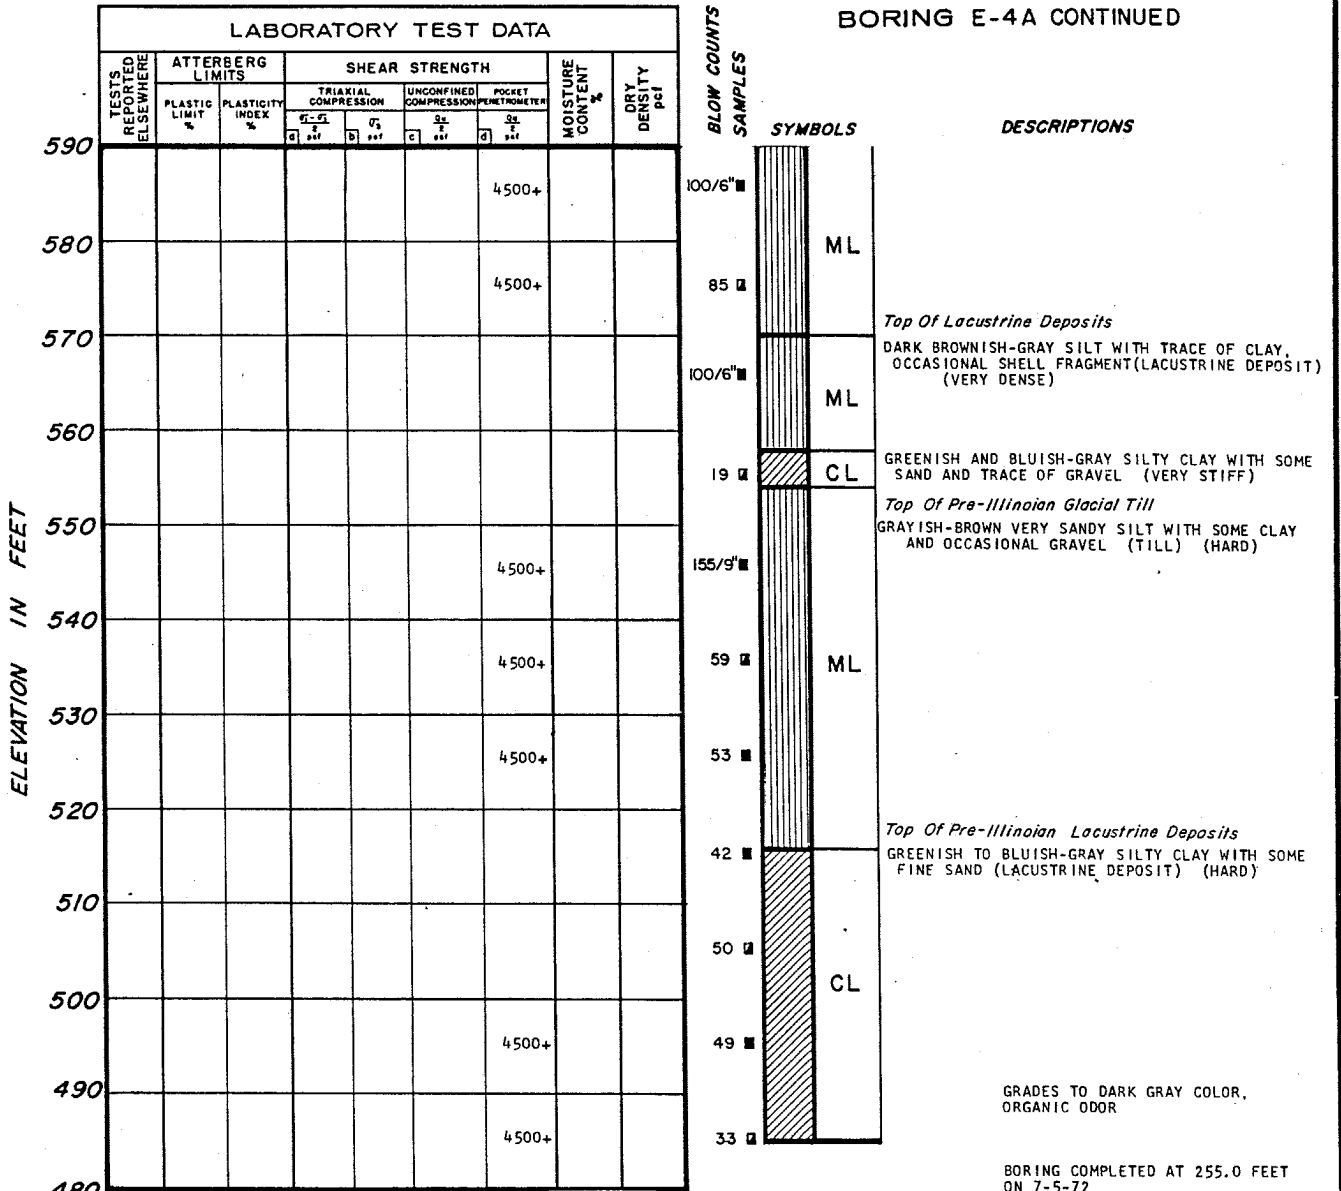 LABORATORY TEST DATA
BORING E-4A CONTINUED
TESTS REPORTED ELSEWHERE
ATTERBERG LIMITS
SHEAR STRENGTH
MOISTURE CONTENT %
DRY DENSITY pcf
BLOW COUNTS
SAMPLES
PLASTIC LIMIT %
PLASTICITY INDEX %
TRIAXIAL COMPRESSION
UNCONFINED COMPRESSION
POCKET PENETROMETER
a psf
b psf
c psf
d psf
SYMBOLS
DESCRIPTIONS
ELEVATION IN FEET
590
4500+
100/6"
580
ML
4500+
85
Top Of Lacustrine Deposits
570
DARK BROWNISH-GRAY SILT WITH TRACE OF CLAY,
OCCASIONAL SHELL FRAGMENT(LACUSTRINE DEPOSIT)
(VERY DENSE)
100/6"
ML
560
GREENISH AND BLUISH-GRAY SILTY CLAY WITH SOME
SAND AND TRACE OF GRAVEL (VERY STIFF)
19
CL
Top Of Pre-Illinoian Glacial Till
550
GRAYISH-BROWN VERY SANDY SILT WITH SOME CLAY
AND OCCASIONAL GRAVEL (TILL) (HARD)
4500+
155/9"
540
4500+
59
ML
530
4500+
53
520
Top Of Pre-Illinoian Lacustrine Deposits
42
GREENISH TO BLUISH-GRAY SILTY CLAY WITH SOME
FINE SAND (LACUSTRINE DEPOSIT) (HARD)
510
50
CL
500
4500+
49
490
GRADES TO DARK GRAY COLOR,
ORGANIC ODOR
4500+
33
BORING COMPLETED AT 255.0 FEET
ON 7-5-72
480